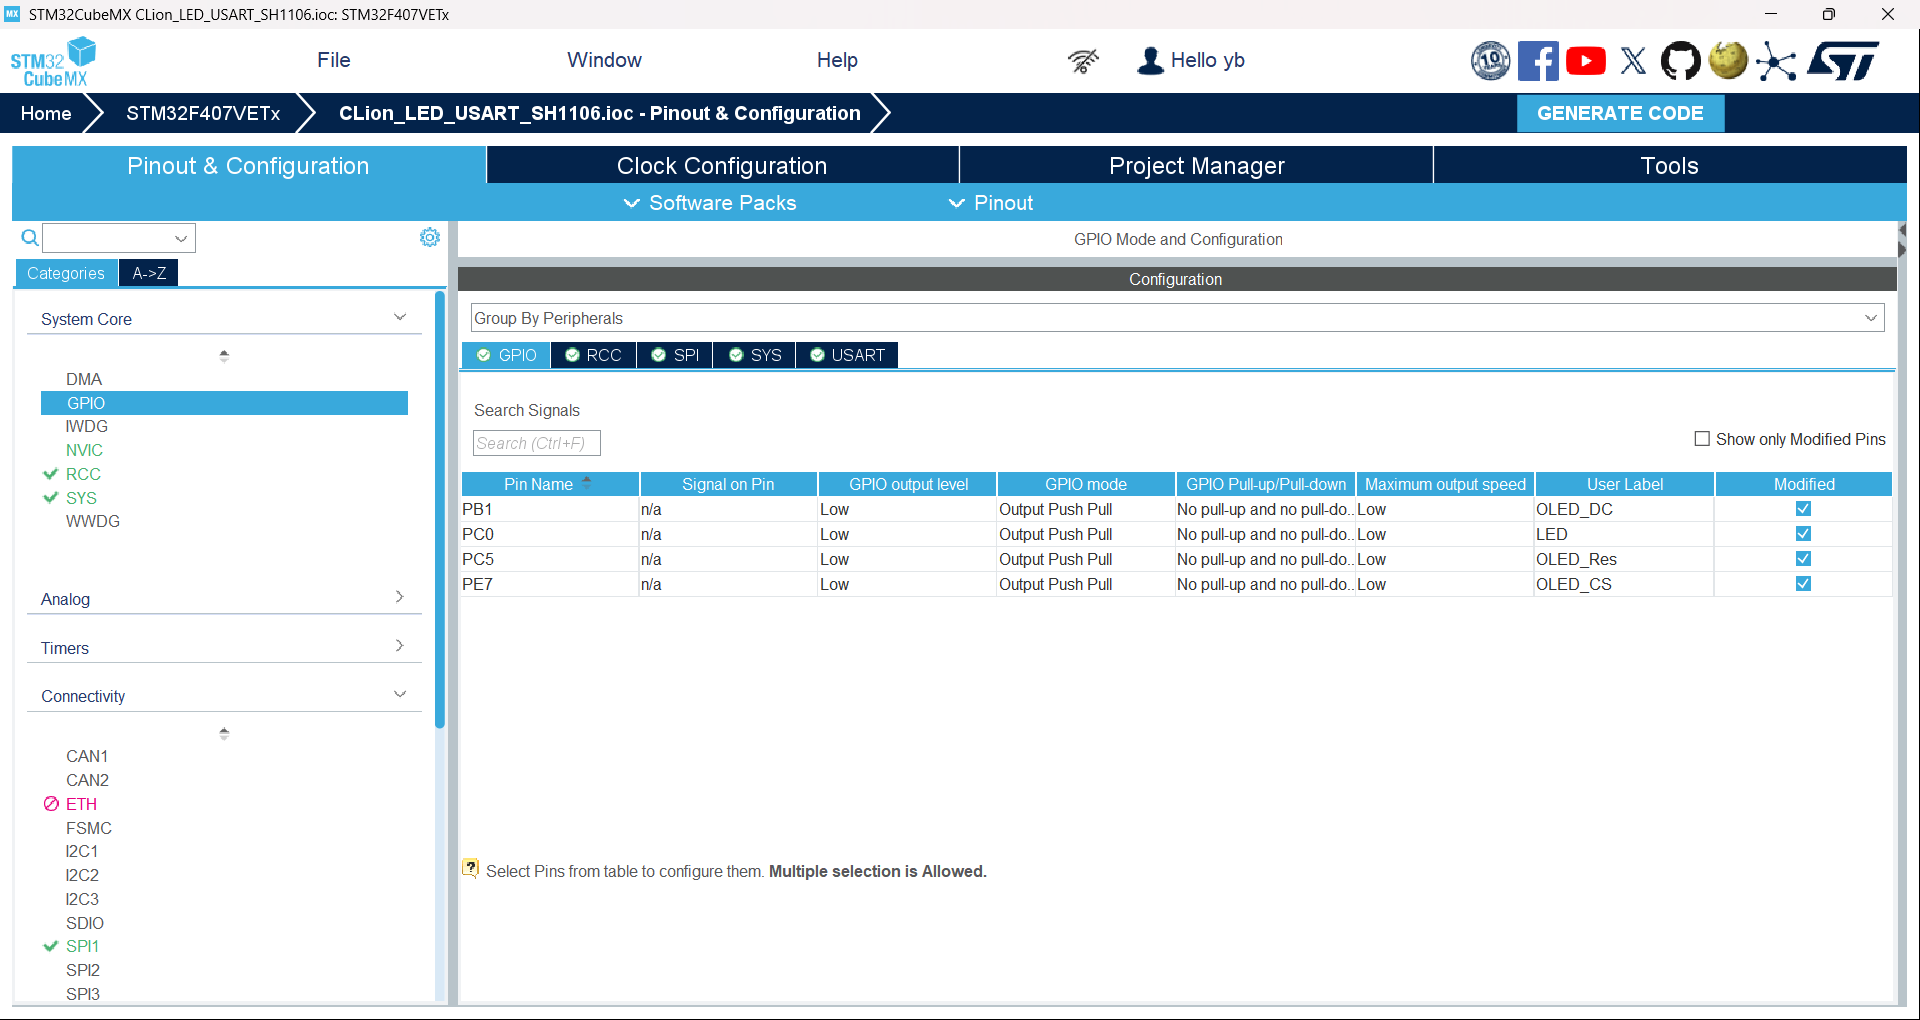 MX STM32CubeMX CLion_LED_USART_SH1106.ioc: STM32F407VETx
STM32 CubeMX
File Window Help Hello yb
10
Home STM32F407VETx CLion_LED_USART_SH1106.ioc - Pinout & Configuration GENERATE CODE
Pinout & Configuration Clock Configuration Project Manager Tools
Software Packs Pinout
GPIO Mode and Configuration
Categories A->Z
Configuration
System Core
Group By Peripherals
GPIO RCC SPI SYS USART
DMA
GPIO
IWDG
NVIC
RCC
SYS
WWDG
Search Signals
Search (Ctrl+F)
Show only Modified Pins
Pin Name Signal on Pin GPIO output level GPIO mode GPIO Pull-up/Pull-down Maximum output speed User Label Modified
PB1 n/a Low Output Push Pull No pull-up and no pull-do.. Low OLED_DC
PC0 n/a Low Output Push Pull No pull-up and no pull-do.. Low LED
PC5 n/a Low Output Push Pull No pull-up and no pull-do.. Low OLED_Res
PE7 n/a Low Output Push Pull No pull-up and no pull-do.. Low OLED_CS
Analog
Timers
Connectivity
CAN1
CAN2
ETH
FSMC
I2C1
I2C2
I2C3
SDIO
SPI1
SPI2
SPI3
Select Pins from table to configure them. Multiple selection is Allowed.